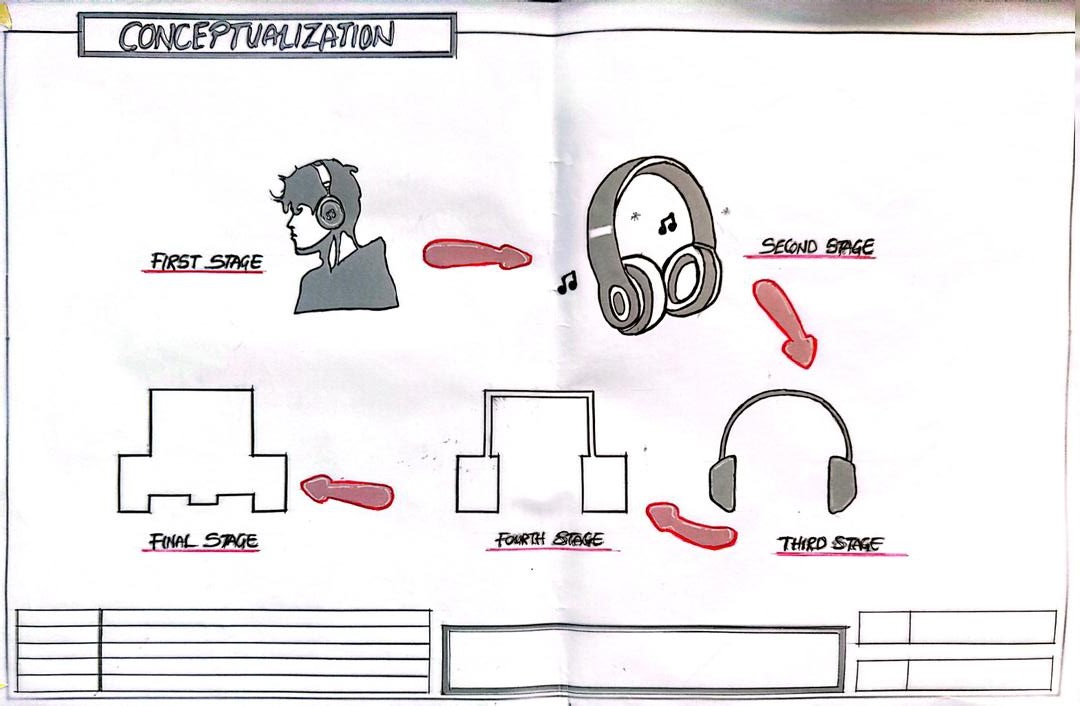 CONCEPTUALIZATION
FIRST STAGE
SECOND STAGE
THIRD STAGE
FOURTH STAGE
FINAL STAGE